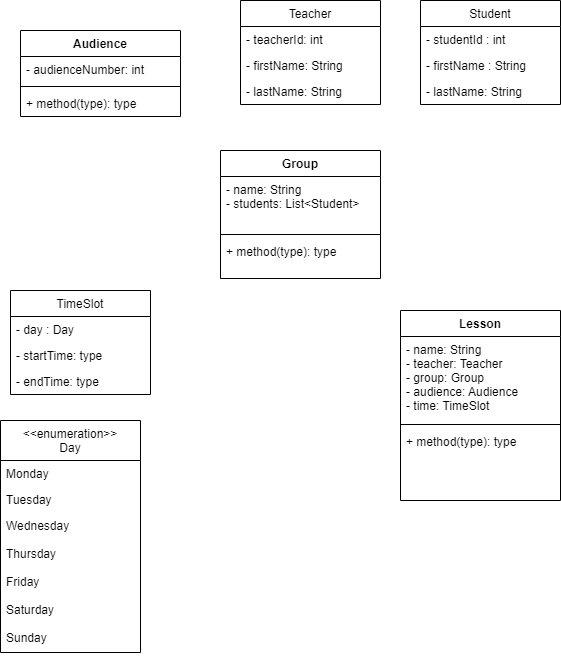 Audience
- audienceNumber: int
+ method(type): type
Teacher
- teacherId: int
- firstName: String
- lastName: String
Student
- studentId : int
- firstName : String
- lastName: String
Group
- name: String
- students: List<Student>
+ method(type): type
TimeSlot
- day : Day
- startTime: type
- endTime: type
Lesson
- name: String
- teacher: Teacher
- group: Group
- audience: Audience
- time: TimeSlot
+ method(type): type
<<enumeration>>
Day
Monday
Tuesday
Wednesday
Thursday
Friday
Saturday
Sunday